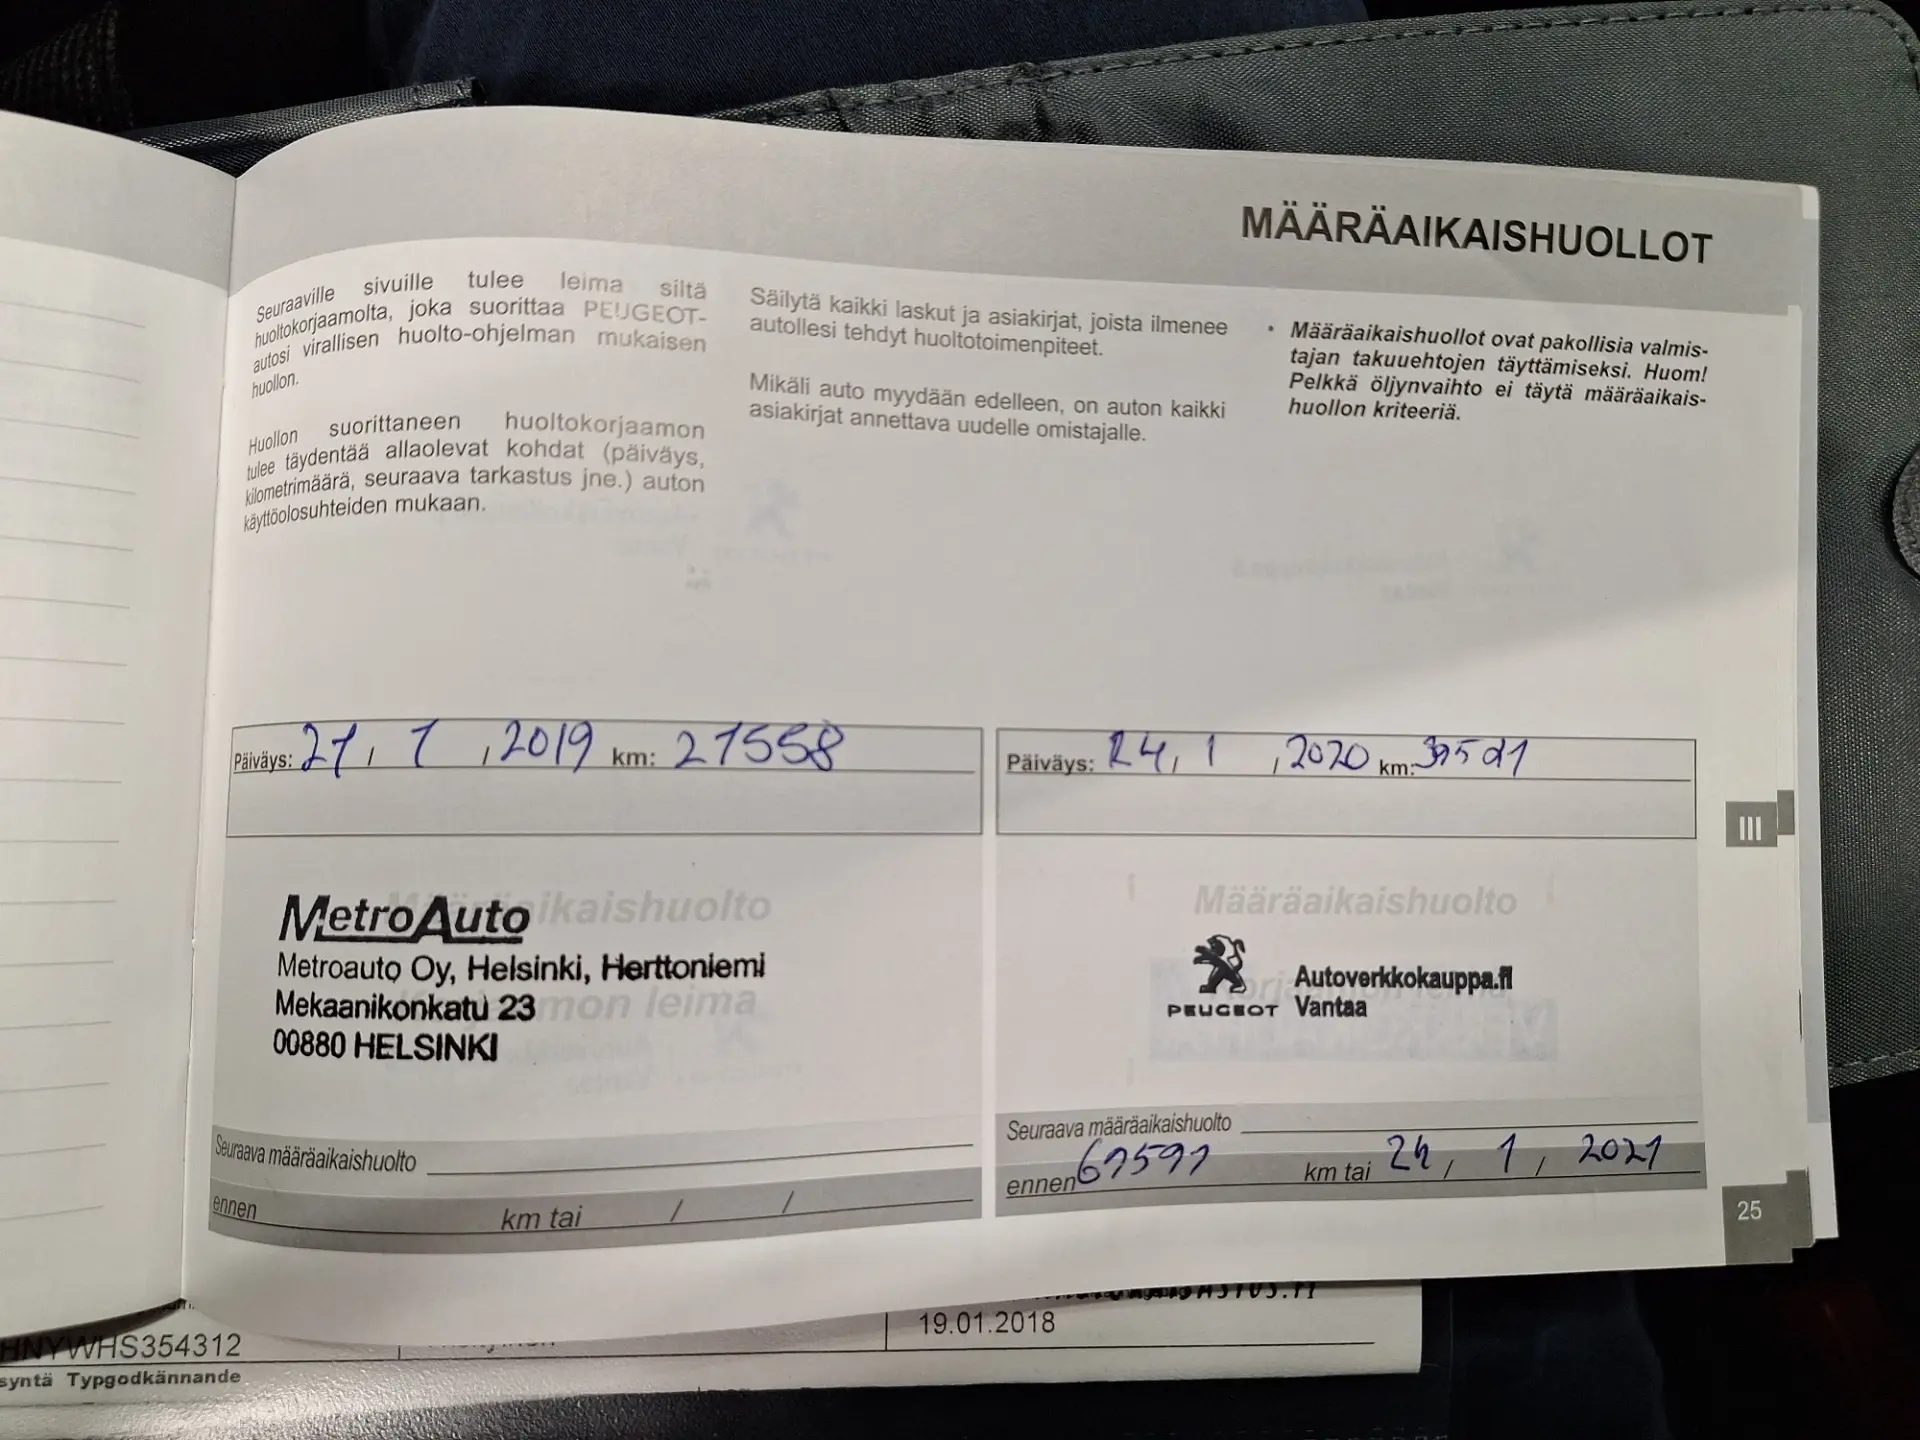 MÄÄRÄAIKAISHUOLLOT
Seuraaville sivuille tulee leima siltä
huoltokorjaamolta, joka suorittaa PEUGEOT-
autosi virallisen huolto-ohjelman mukaisen
huollon.
Huollon suorittaneen huoltokorjaamon
tulee täydentää allaolevat kohdat (päiväys,
kilometrimäärä, seuraava tarkastus jne.) auton
käyttöolosuhteiden mukaan.
Säilytä kaikki laskut ja asiakirjat, joista ilmenee
autollesi tehdyt huoltotoimenpiteet.
Mikäli auto myydään edelleen, on auton kaikki
asiakirjat annettava uudelle omistajalle.
• Määräaikaishuollot ovat pakollisia valmis-
tajan takuuehtojen täyttämiseksi. Huom!
Pelkkä öljynvaihto ei täytä määräaikais-
huollon kriteeriä.
Päiväys: 21, 1, 2019 km: 21558
MetroAuto
Metroauto Oy, Helsinki, Herttoniemi
Mekaanikonkatu 23
00880 HELSINKI
Seuraava määräaikaishuolto
ennen km tai / /
Päiväys: 24, 1, 2020 km:
Määräaikaishuolto
PEUGEOT
Autoverkkokauppa.fi
Vantaa
Seuraava määräaikaishuolto
ennen 61591 km tai 24, 1, 2021
III
25
HNYWHS354312
19.01.2018
Typgodkännande